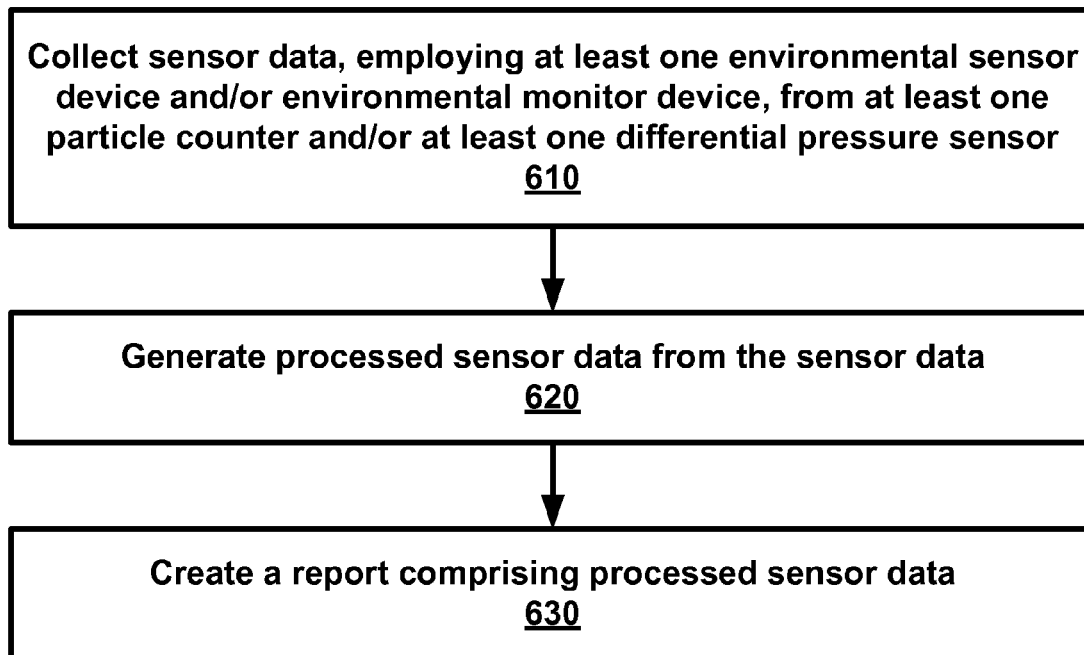 Collect sensor data, employing at least one environmental sensor
device and/or environmental monitor device, from at least one
particle counter and/or at least one differential pressure sensor
610
Generate processed sensor data from the sensor data
620
Create a report comprising processed sensor data
630